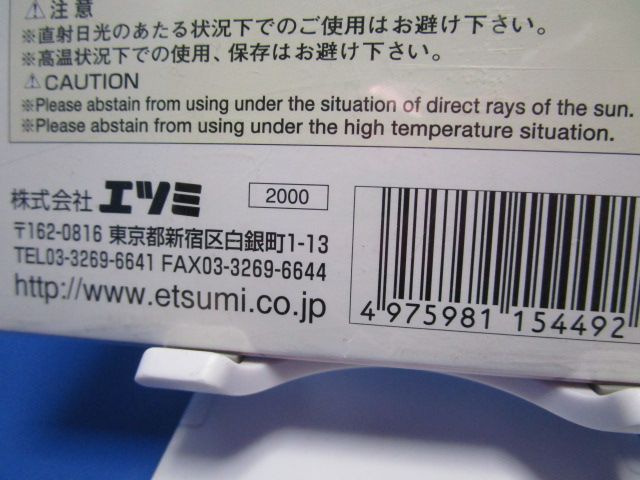 ⚠注意
※直射日光のあたる状況下でのご使用はお避け下さい。
※高温状況下での使用、保存はお避け下さい。
⚠CAUTION
※Please abstain from using under the situation of direct rays of the sun.
※Please abstain from using under the high temperature situation.
株式会社 エツミ 2000
〒162-0816 東京都新宿区白銀町1-13
TEL03-3269-6641 FAX03-3269-6644
http://www.etsumi.co.jp
4 975981 154492